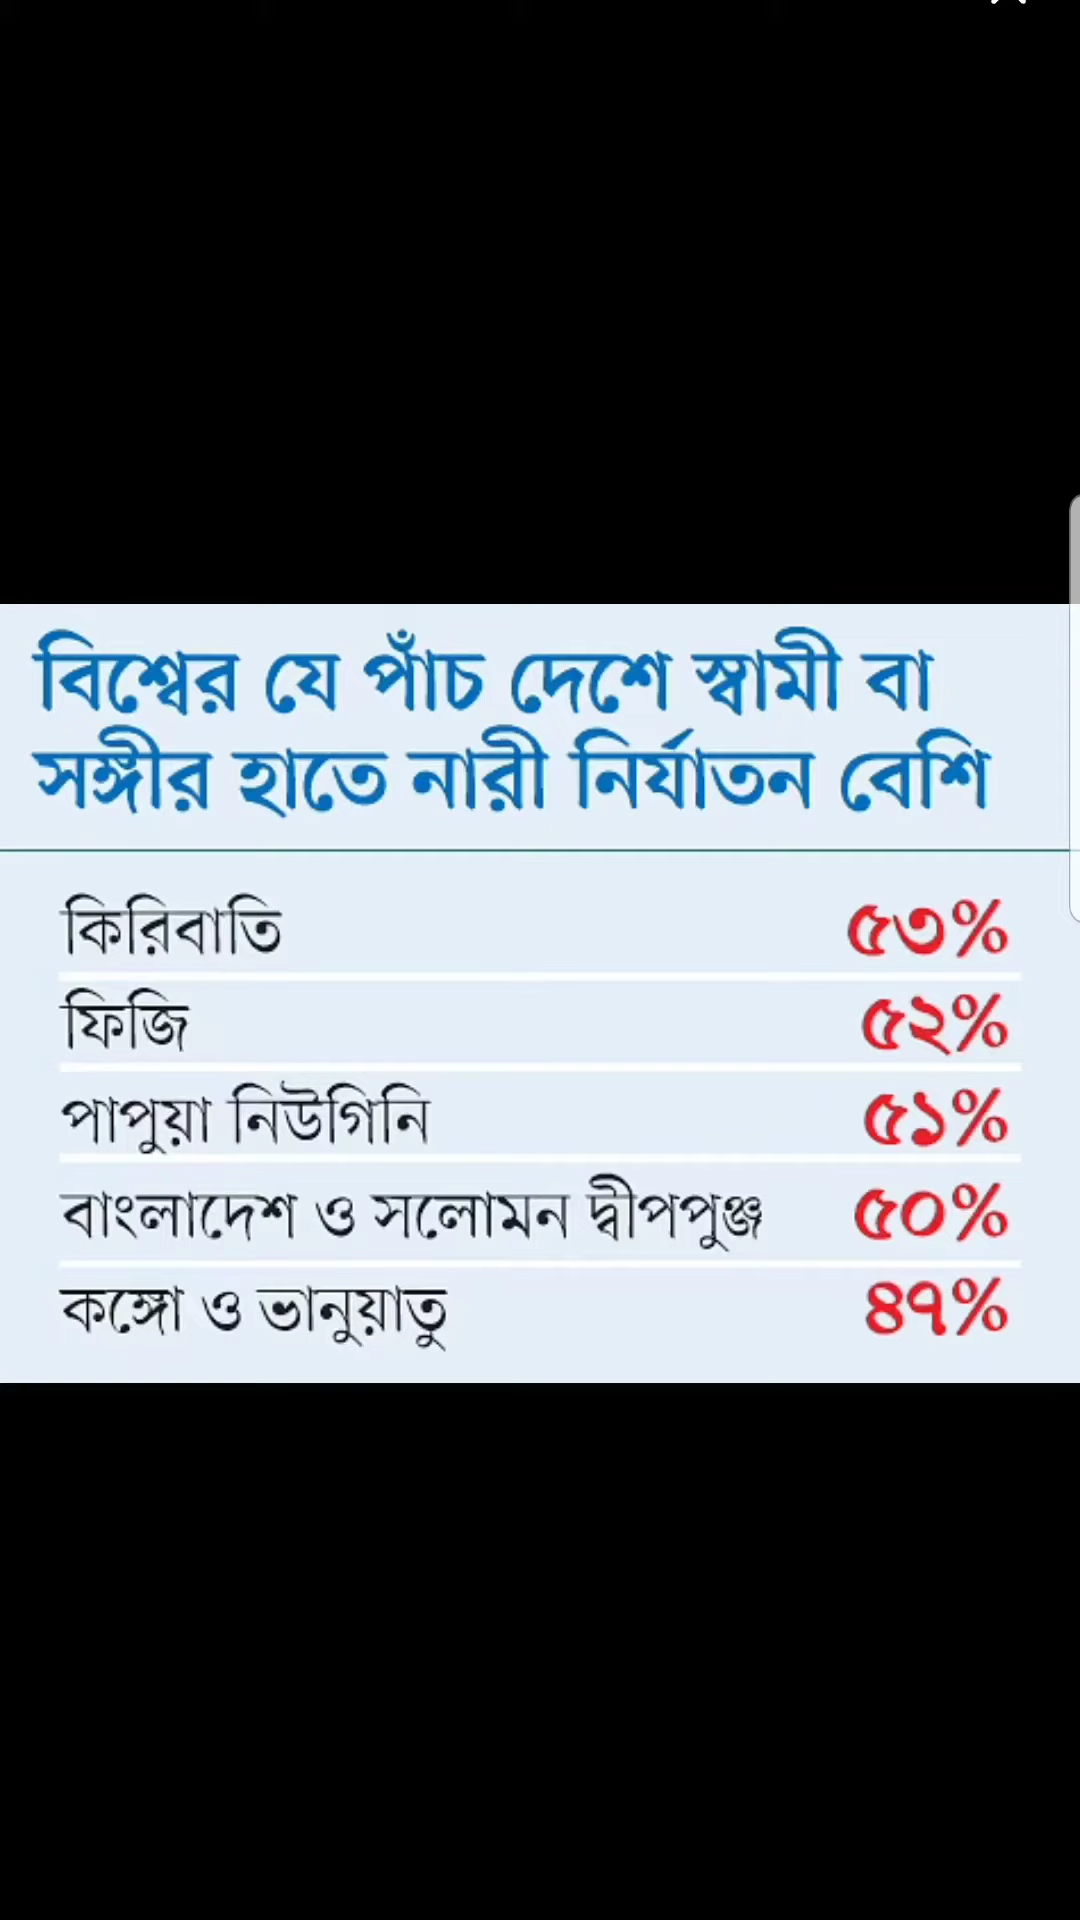 বিশ্বের যে পাঁচ দেশে স্বামী বা
সঙ্গীর হাতে নারী নির্যাতন বেশি
কিরিবাতি ৫৩%
ফিজি ৫২%
পাপুয়া নিউগিনি ৫১%
বাংলাদেশ ও সলোমন দ্বীপপুঞ্জ ৫০%
কঙ্গো ও ভানুয়াতু ৪৭%